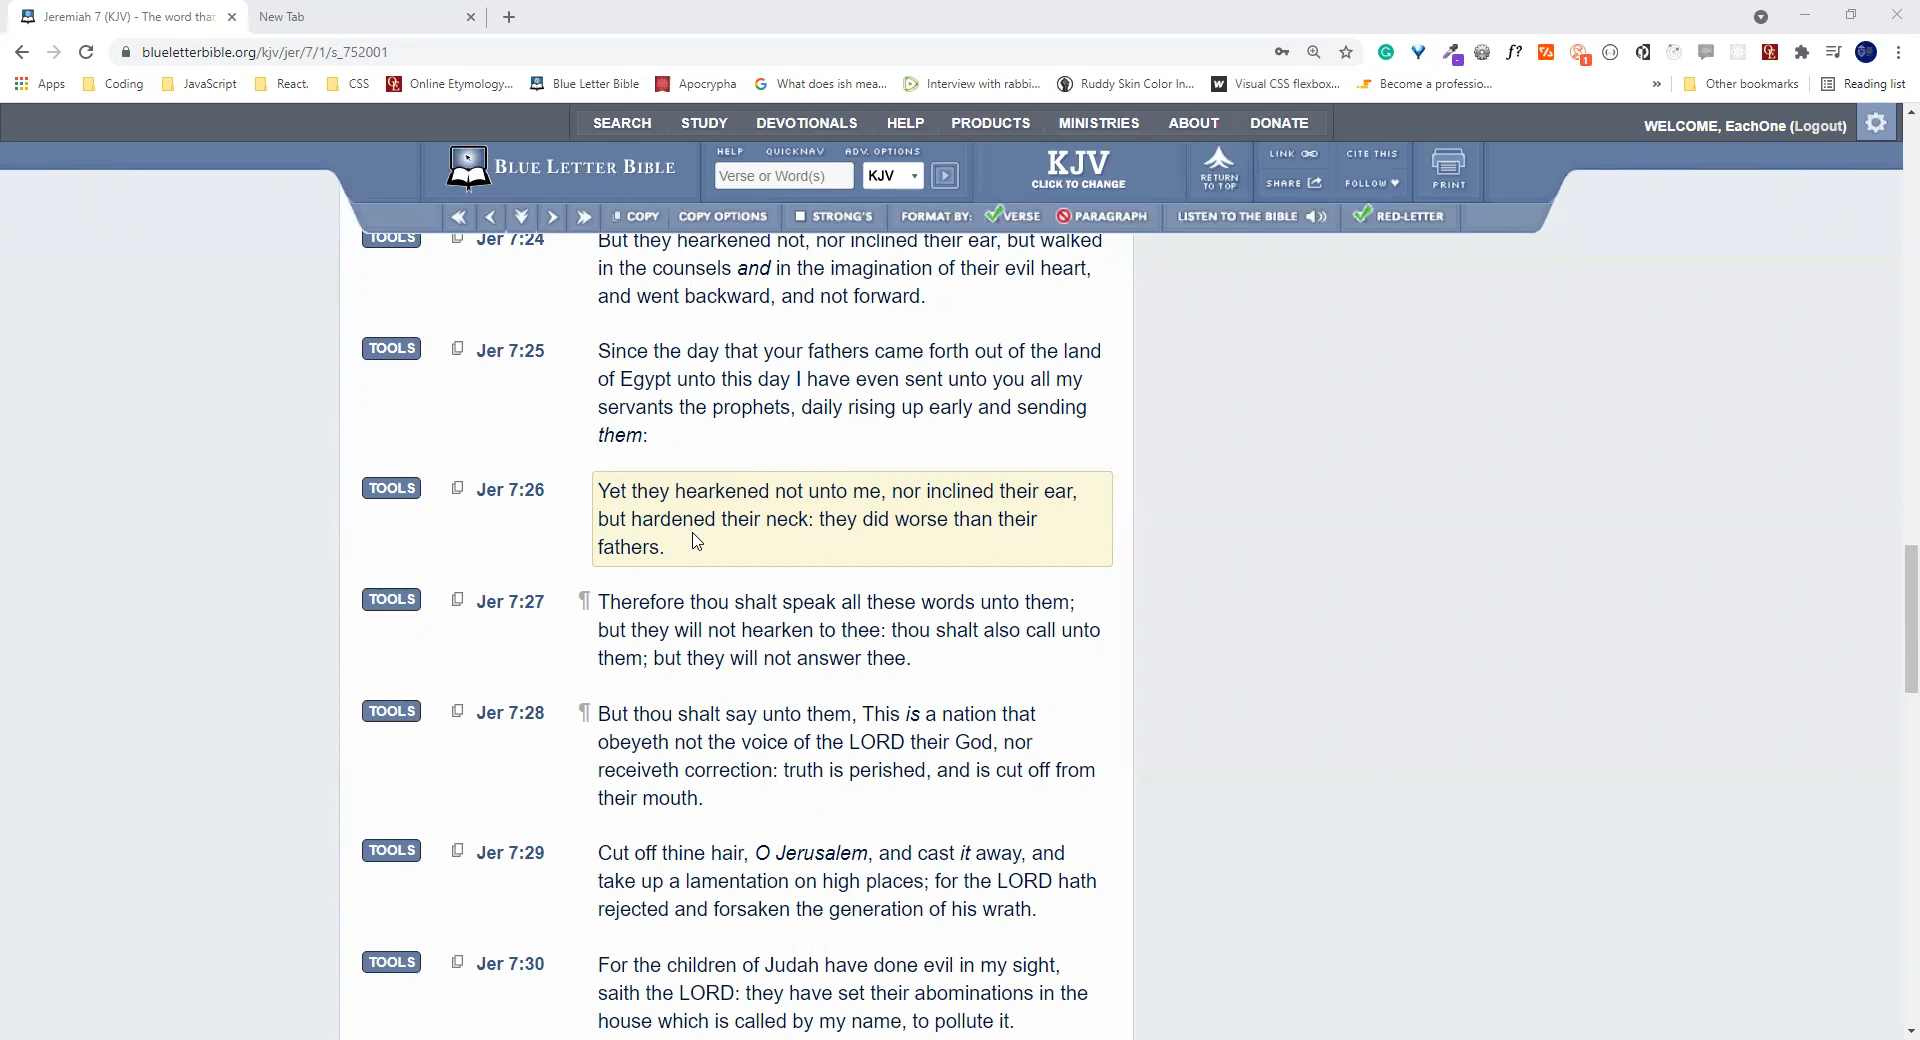 Jeremiah 7 (KJV) - The word that
New Tab
blueletterbible.org/kjv/jer/7/1/s_752001
Apps
Coding
JavaScript
React.
CSS
Online Etymology...
Blue Letter Bible
Apocrypha
What does ish mea...
Interview with rabbi...
Ruddy Skin Color In...
Visual CSS flexbox...
Become a professio...
»
Other bookmarks
Reading list
SEARCH STUDY DEVOTIONALS HELP PRODUCTS MINISTRIES ABOUT DONATE
WELCOME, EachOne (Logout)
BLUE LETTER BIBLE
HELP QUICKNAV ADV. OPTIONS
Verse or Word(s)
KJV
KJV
CLICK TO CHANGE
RETURN
TO TOP
LINK
CITE THIS
SHARE
FOLLOW
PRINT
COPY
COPY OPTIONS
STRONG'S
FORMAT BY:
VERSE
PARAGRAPH
LISTEN TO THE BIBLE
RED-LETTER
TOOLS Jer 7:24 But they hearkened not, nor inclined their ear, but walked
in the counsels and in the imagination of their evil heart,
and went backward, and not forward.
TOOLS Jer 7:25 Since the day that your fathers came forth out of the land
of Egypt unto this day I have even sent unto you all my
servants the prophets, daily rising up early and sending
them:
TOOLS Jer 7:26 Yet they hearkened not unto me, nor inclined their ear,
but hardened their neck: they did worse than their
fathers.
TOOLS Jer 7:27 ¶ Therefore thou shalt speak all these words unto them;
but they will not hearken to thee: thou shalt also call unto
them; but they will not answer thee.
TOOLS Jer 7:28 ¶ But thou shalt say unto them, This is a nation that
obeyeth not the voice of the LORD their God, nor
receiveth correction: truth is perished, and is cut off from
their mouth.
TOOLS Jer 7:29 Cut off thine hair, O Jerusalem, and cast it away, and
take up a lamentation on high places; for the LORD hath
rejected and forsaken the generation of his wrath.
TOOLS Jer 7:30 For the children of Judah have done evil in my sight,
saith the LORD: they have set their abominations in the
house which is called by my name, to pollute it.